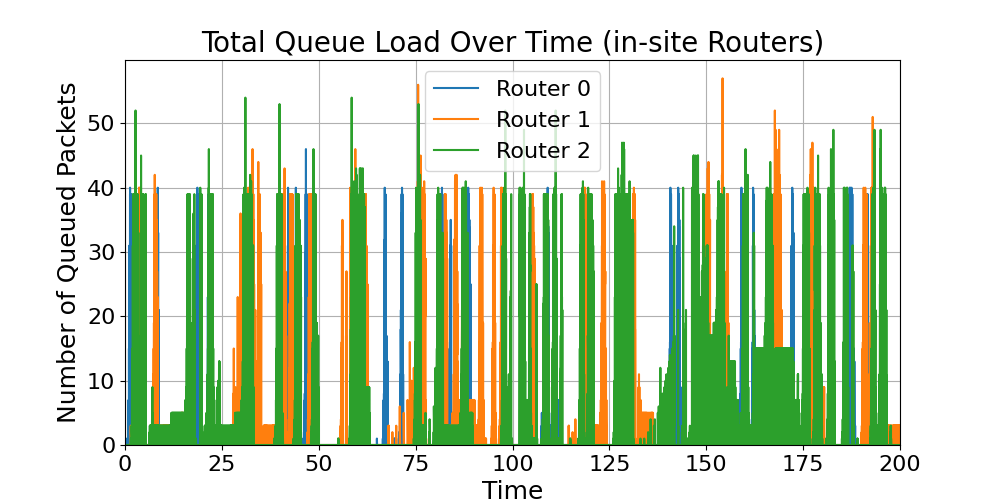 Total Queue Load Over Time (in-site Routers)
Number of Queued Packets
50
40
30
20
10
0
Router 0
Router 1
Router 2
0 25 50 75 100 125 150 175 200
Time